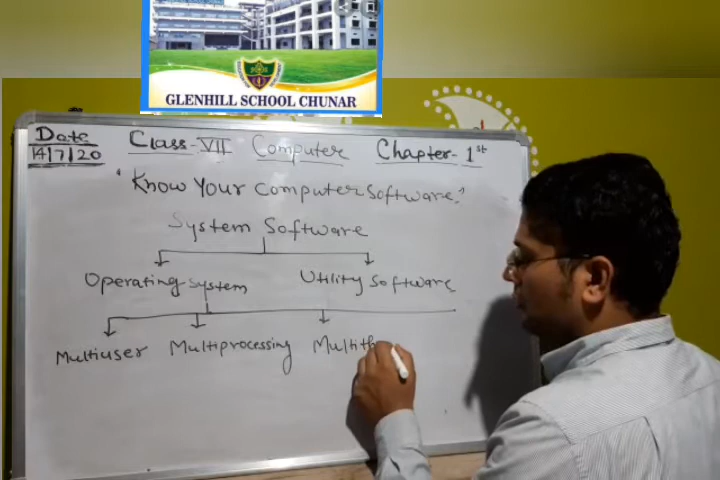 GLENHILL SCHOOL CHUNAR
Date
14/7/20
Class-VII Computer Chapter-1st
"Know Your Computer Software."
System Software
Operating System Utility Software
Multiuser Multiprocessing Multith